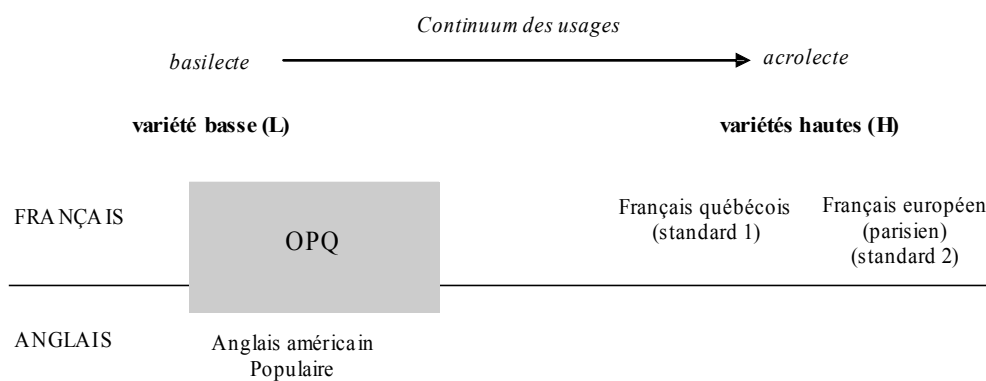 Continuum des usages
basilecte
acrolecte
variété basse (L)
variétés hautes (H)
FRANÇAIS
OPQ
Français québécois
(standard 1)
Français européen
(parisien)
(standard 2)
ANGLAIS
Anglais américain
Populaire